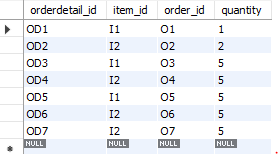 orderdetail_id item_id order_id quantity
OD1 I1 O1 1
OD2 I2 O2 2
OD3 I1 O3 5
OD4 I2 O4 5
OD5 I1 O5 5
OD6 I2 O6 5
OD7 I2 O7 5
NULL NULL NULL NULL